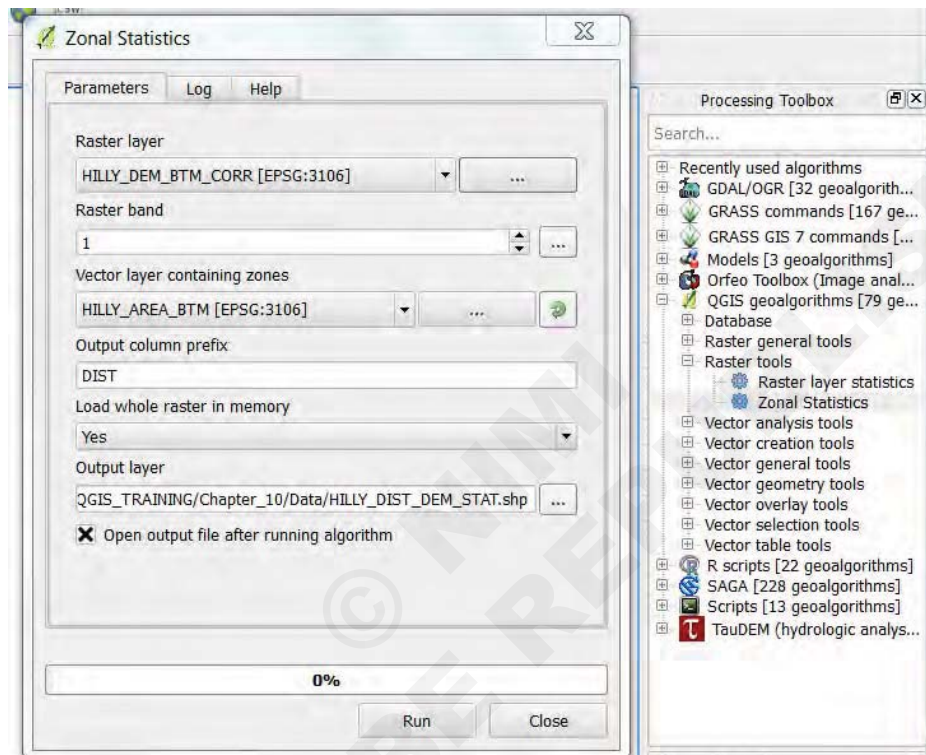 CSW
Zonal Statistics
Parameters Log Help
Raster layer
HILLY_DEM_BTM_CORR [EPSG:3106] ...
Raster band
1 ...
Vector layer containing zones
HILLY_AREA_BTM [EPSG:3106] ...
Output column prefix
DIST
Load whole raster in memory
Yes
Output layer
QGIS_TRAINING/Chapter_10/Data/HILLY_DIST_DEM_STAT.shp ...
Open output file after running algorithm
0%
Run Close
Processing Toolbox
Search...
Recently used algorithms
GDAL/OGR [32 geoalgorith...
GRASS commands [167 ge...
GRASS GIS 7 commands [...
Models [3 geoalgorithms]
Orfeo Toolbox (Image anal...
QGIS geoalgorithms [79 ge...
Database
Raster general tools
Raster tools
Raster layer statistics
Zonal Statistics
Vector analysis tools
Vector creation tools
Vector general tools
Vector geometry tools
Vector overlay tools
Vector selection tools
Vector table tools
R scripts [22 geoalgorithms]
SAGA [228 geoalgorithms]
Scripts [13 geoalgorithms]
TauDEM (hydrologic analys...
© NIMI
BE REPUBLIS